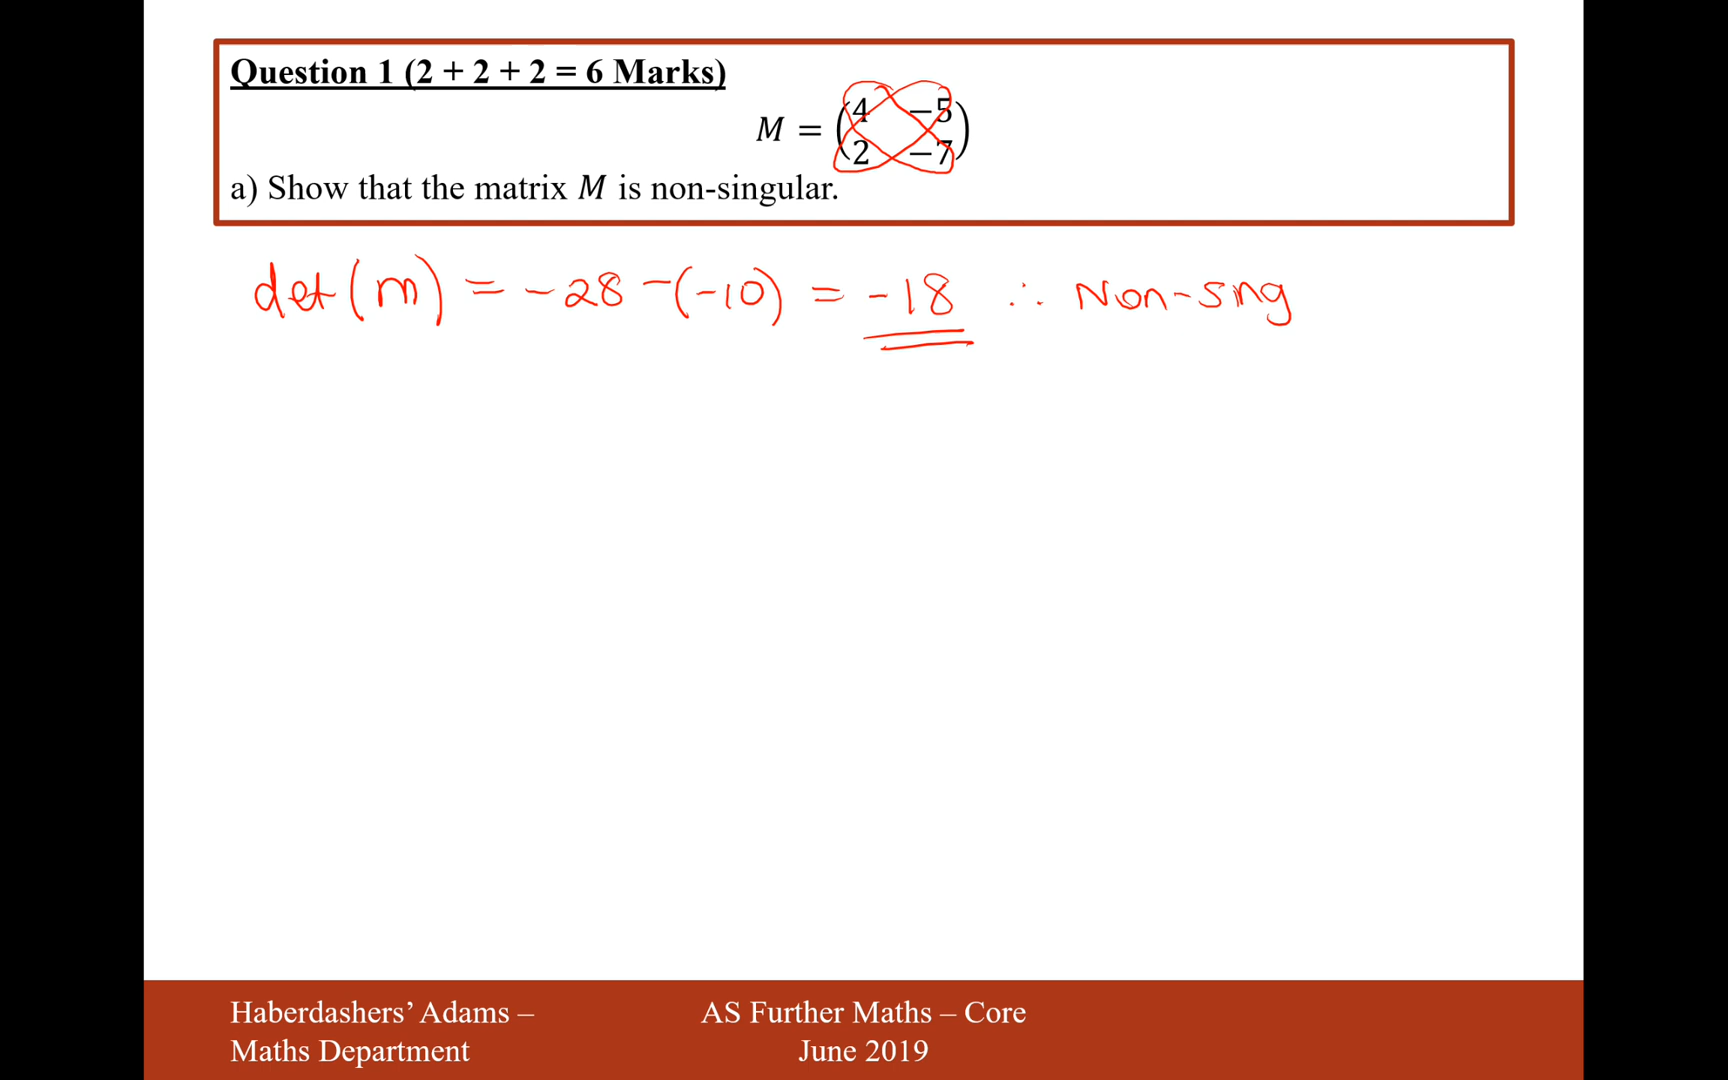 Question 1 (2 + 2 + 2 = 6 Marks)
M = (4 −5
2 −7)
a) Show that the matrix M is non-singular.
det(m) = -28 -(-10) = -18 ∴ Non-sing
Haberdashers’ Adams –
Maths Department
AS Further Maths – Core
June 2019